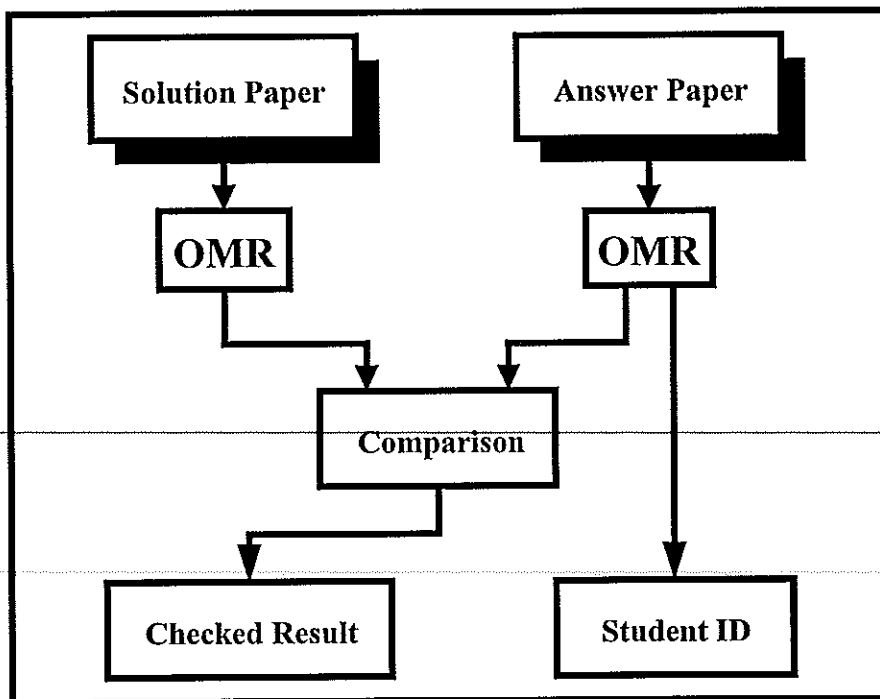 Solution Paper
Answer Paper
OMR
OMR
Comparison
Checked Result
Student ID